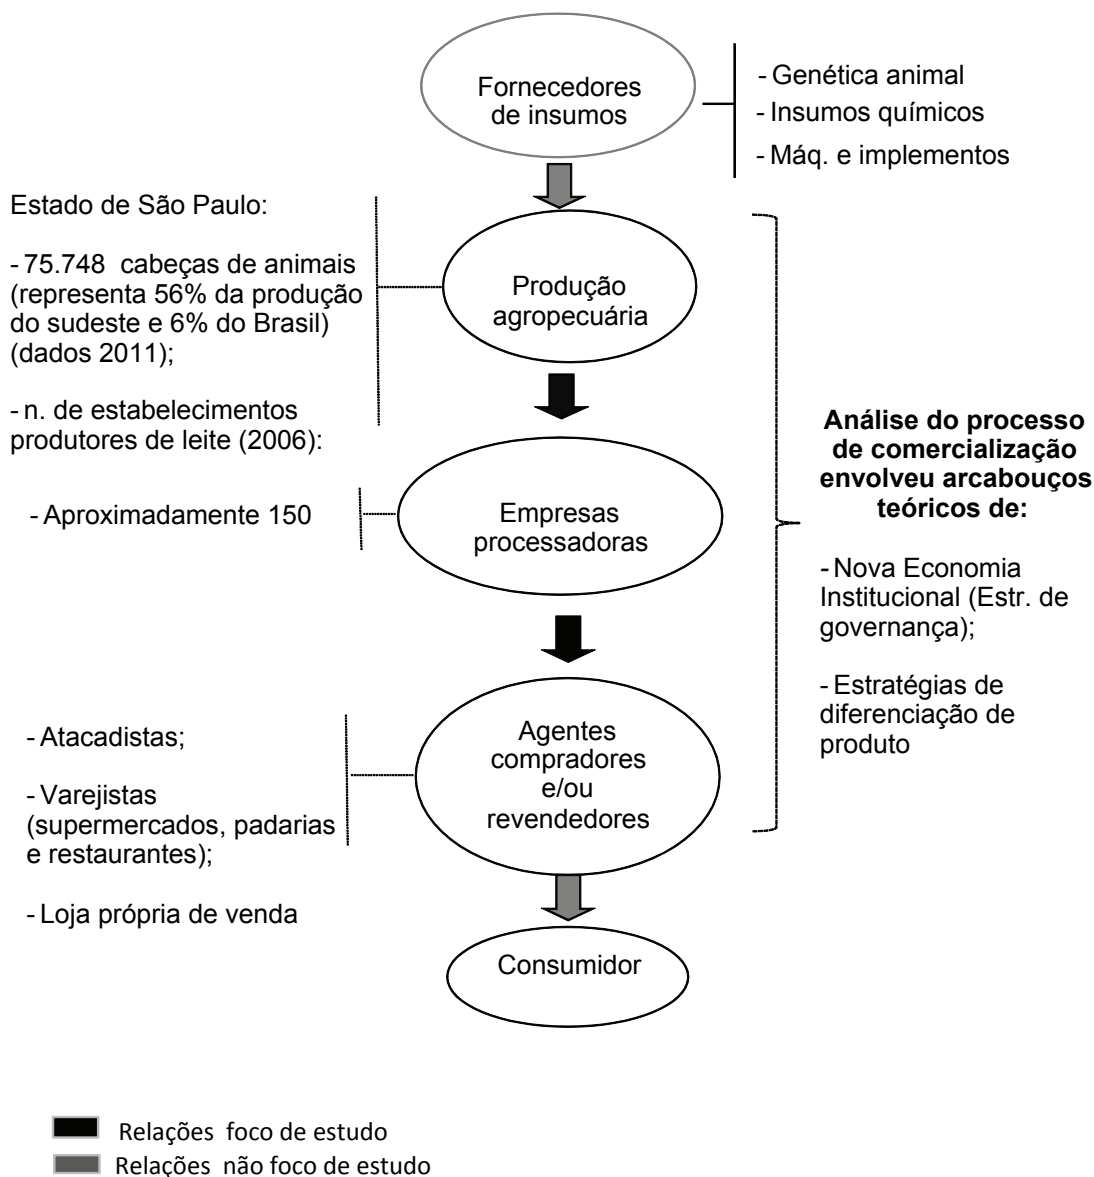 Fornecedores
de insumos
- Genética animal
- Insumos químicos
- Máq. e implementos
Estado de São Paulo:
- 75.748 cabeças de animais
(representa 56% da produção
do sudeste e 6% do Brasil)
(dados 2011);
- n. de estabelecimentos
produtores de leite (2006):
Produção
agropecuária
- Aproximadamente 150
Empresas
processadoras
Análise do processo
de comercialização
envolveu arcabouços
teóricos de:
- Nova Economia
Institucional (Estr. de
governança);
- Estratégias de
diferenciação de
produto
- Atacadistas;
- Varejistas
(supermercados, padarias
e restaurantes);
- Loja própria de venda
Agentes
compradores
e/ou
revendedores
Consumidor
Relações foco de estudo
Relações não foco de estudo